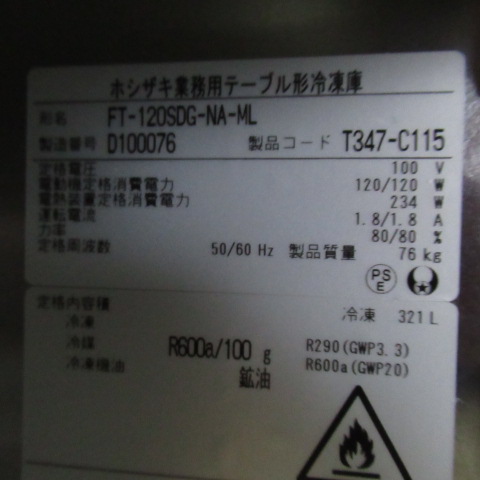 ホシザキ業務用テーブル形冷凍庫
形名 FT-120SDG-NA-ML
製造番号 D100076 製品コード T347-C115
定格電圧 100 V
電動機定格消費電力 120/120 W
電熱装置定格消費電力 234 W
運転電流 1.8/1.8 A
力率 80/80 %
定格周波数 50/60 Hz 製品質量 76 kg
PS
E
定格内容積 冷凍 321 L
冷凍
冷媒 R600a/100 g R290(GWP3.3)
冷凍機油 鉱油 R600a(GWP20)